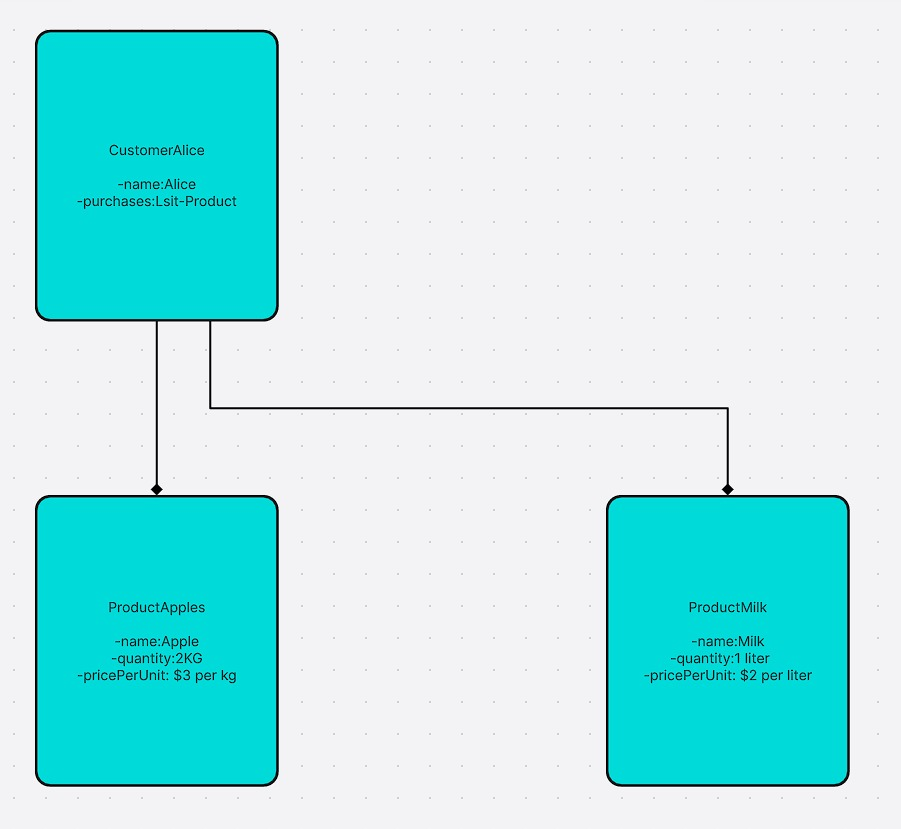 CustomerAlice
-name:Alice
-purchases:Lsit-Product
ProductApples
-name:Apple
-quantity:2KG
-pricePerUnit: $3 per kg
ProductMilk
-name:Milk
-quantity:1 liter
-pricePerUnit: $2 per liter